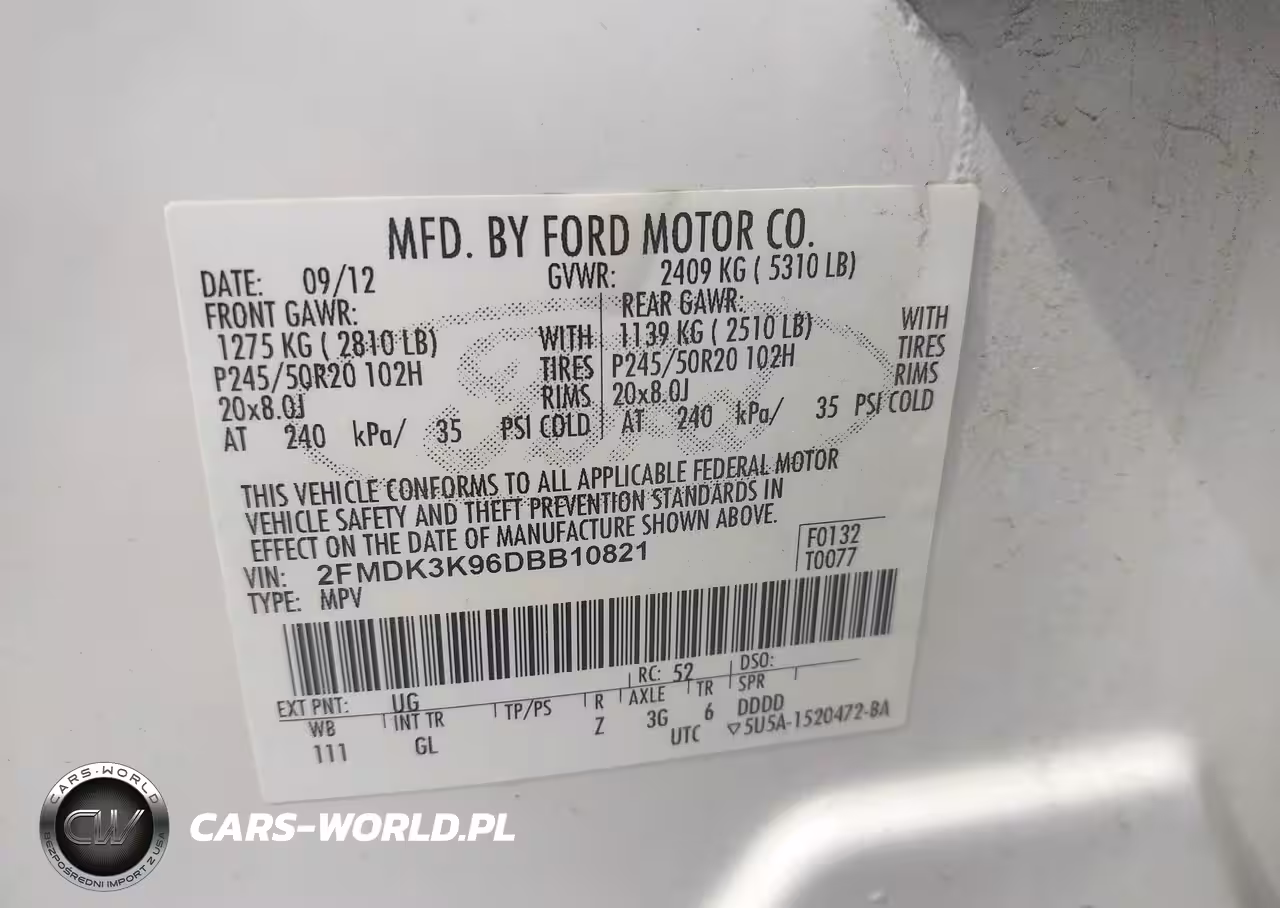 MFD. BY FORD MOTOR CO.
DATE: 09/12 GVWR: 2409 KG ( 5310 LB)
FRONT GAWR: REAR GAWR:
1275 KG ( 2810 LB) WITH 1139 KG ( 2510 LB) WITH
P245/50R20 102H TIRES P245/50R20 102H TIRES
20x8.0J RIMS 20x8.0J RIMS
AT 240 kPa/ 35 PSI COLD AT 240 kPa/ 35 PSI COLD
THIS VEHICLE CONFORMS TO ALL APPLICABLE FEDERAL MOTOR
VEHICLE SAFETY AND THEFT PREVENTION STANDARDS IN
EFFECT ON THE DATE OF MANUFACTURE SHOWN ABOVE.
VIN: 2FMDK3K96DBB10821 F0132
TYPE: MPV T0077
EXT PNT: UG RC: 52 DSO:
WB INT TR TP/PS R AXLE TR SPR
111 GL Z 3G 6 DDDD
UTC ▽5U5A-1520472-BA
CARS-WORLD
CW
BEZPOŚREDNI IMPORT Z USA
CARS-WORLD.PL